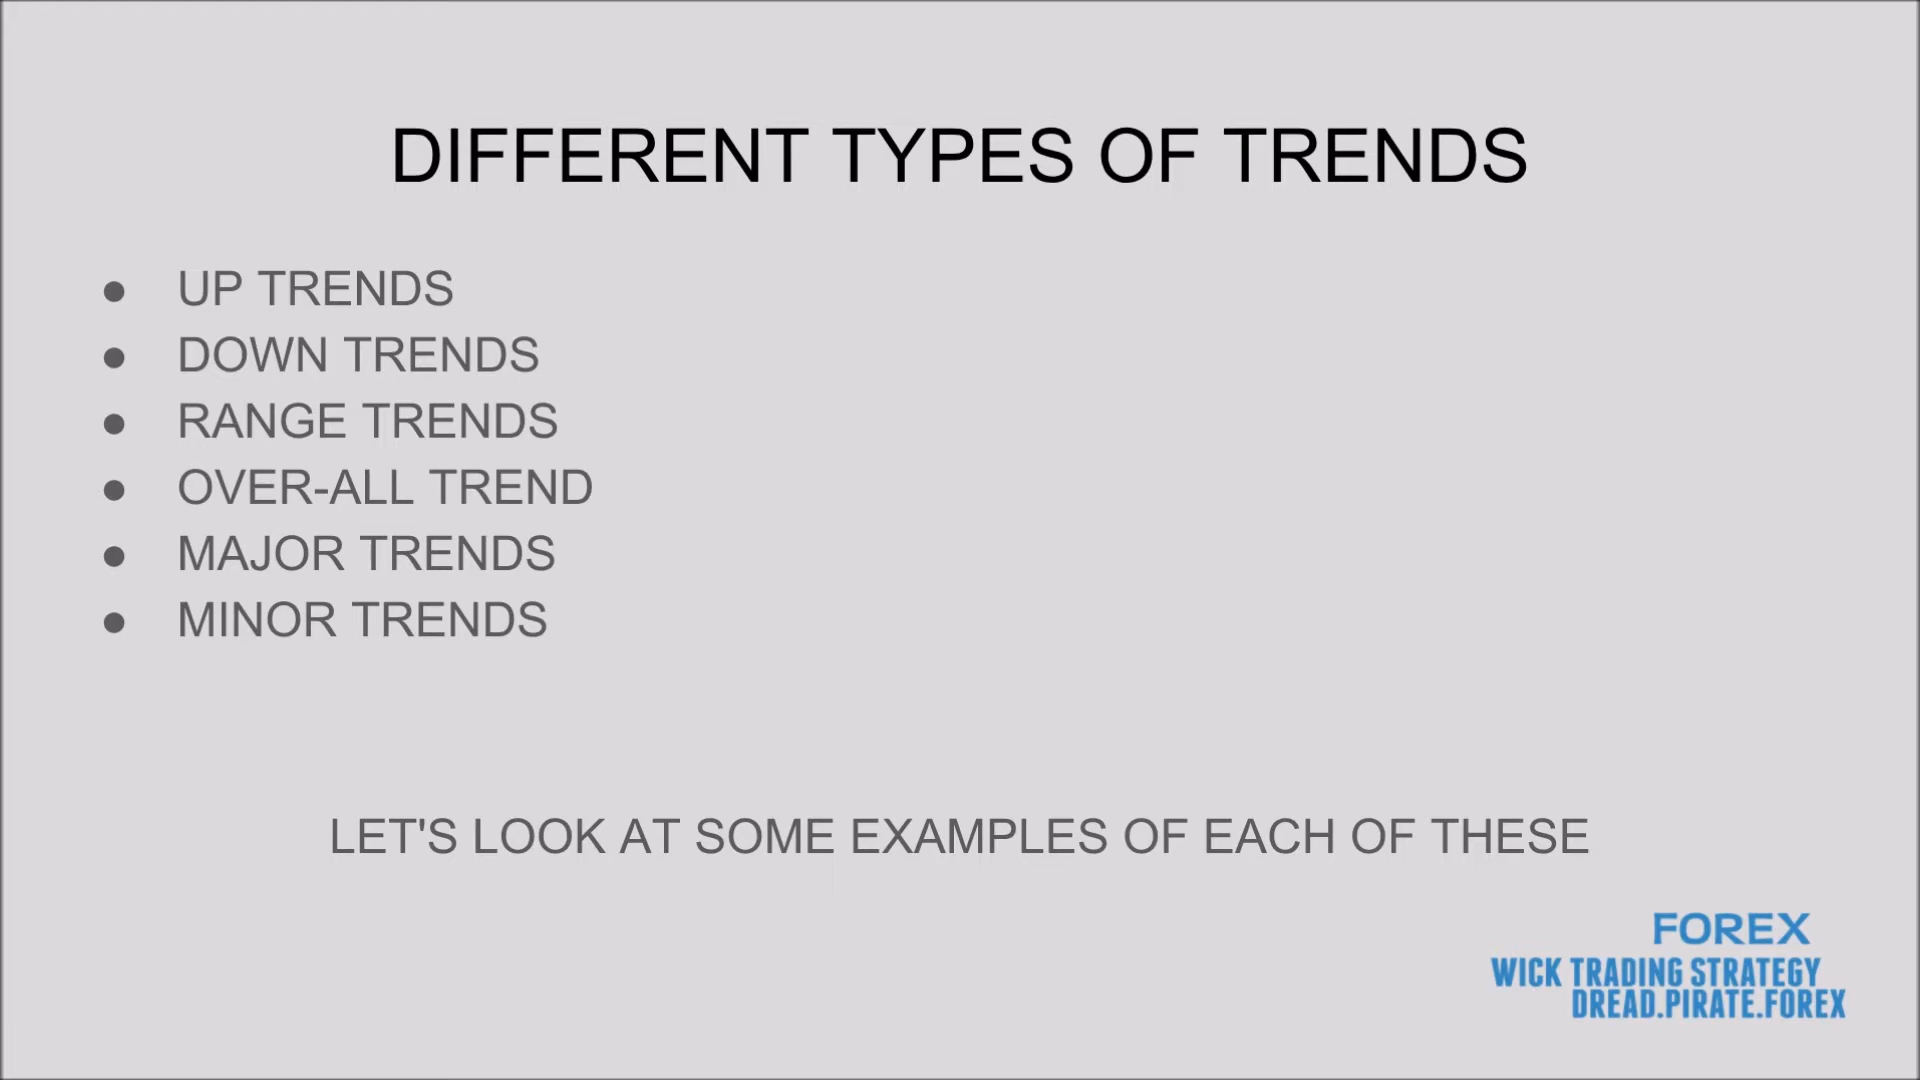 DIFFERENT TYPES OF TRENDS
● UP TRENDS
● DOWN TRENDS
● RANGE TRENDS
● OVER-ALL TREND
● MAJOR TRENDS
● MINOR TRENDS
LET'S LOOK AT SOME EXAMPLES OF EACH OF THESE
FOREX
WICK TRADING STRATEGY
DREAD.PIRATE.FOREX